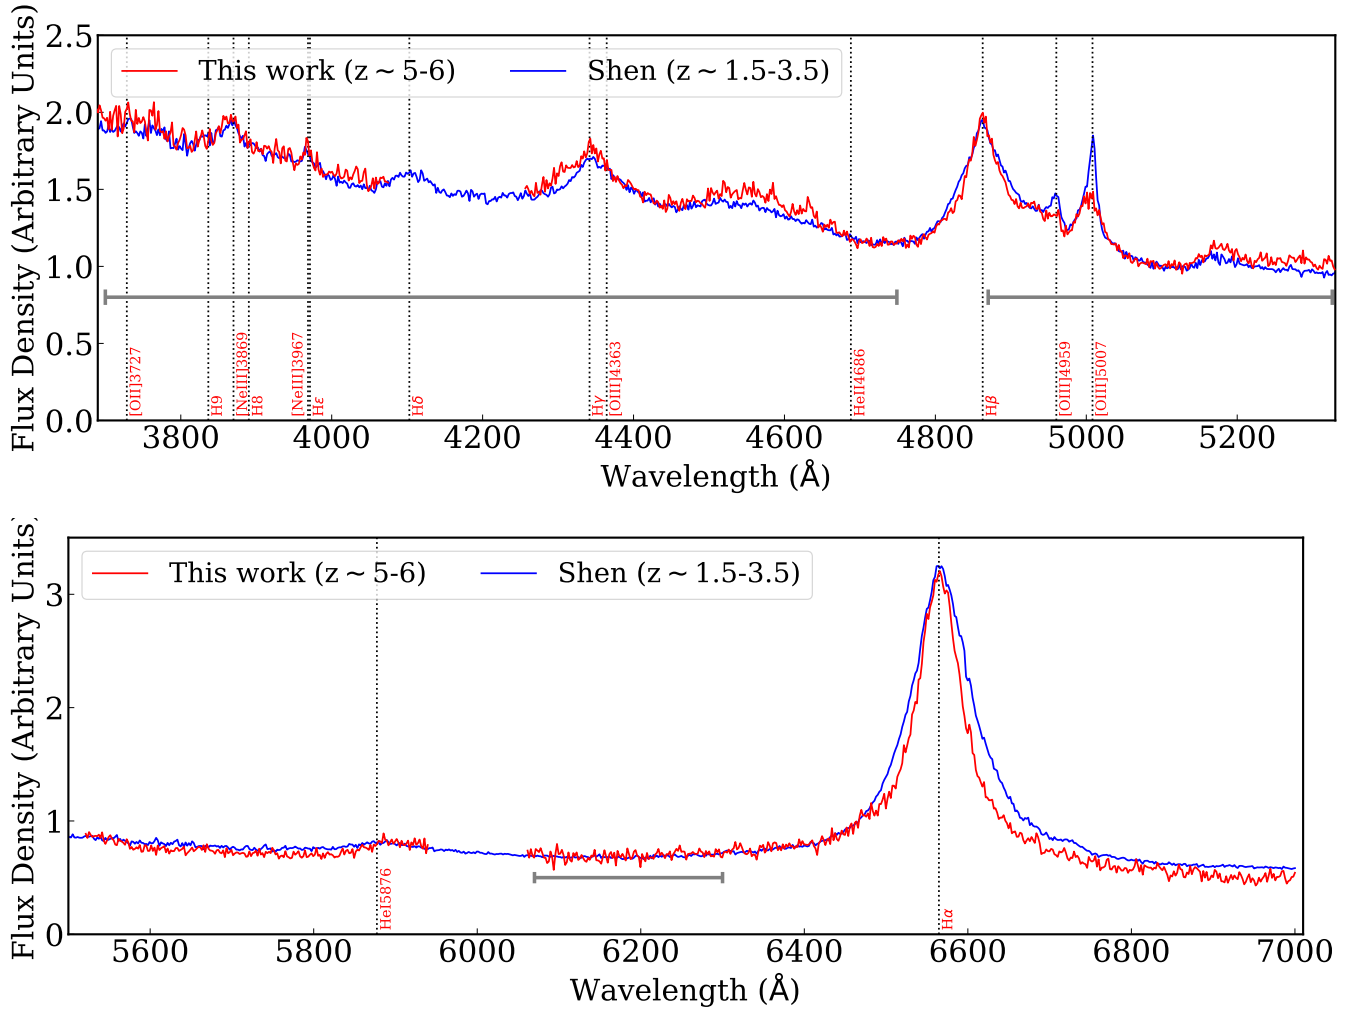 Flux Density (Arbitrary Units)
2.5
2.0
1.5
1.0
0.5
0.0
This work (z ~ 5-6)
Shen (z ~ 1.5-3.5)
[OII]3727
H9
[NeIII]3869
H8
[NeIII]3967
Hε
Hδ
Hγ
[OIII]4363
HeII4686
Hβ
[OIII]4959
[OIII]5007
3800 4000 4200 4400 4600 4800 5000 5200
Wavelength (Å)
Flux Density (Arbitrary Units)
3
2
1
0
This work (z ~ 5-6)
Shen (z ~ 1.5-3.5)
HeI5876
Hα
5600 5800 6000 6200 6400 6600 6800 7000
Wavelength (Å)